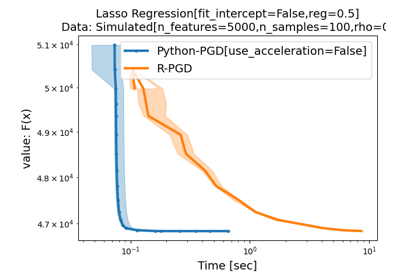 Lasso Regression[fit_intercept=False,reg=0.5]
Data: Simulated[n_features=5000,n_samples=100,rho=0
Python-PGD[use_acceleration=False]
R-PGD
5.1 × 10⁴
5 × 10⁴
4.9 × 10⁴
4.8 × 10⁴
4.7 × 10⁴
value: F(x)
10⁻¹
10⁰
10¹
Time [sec]